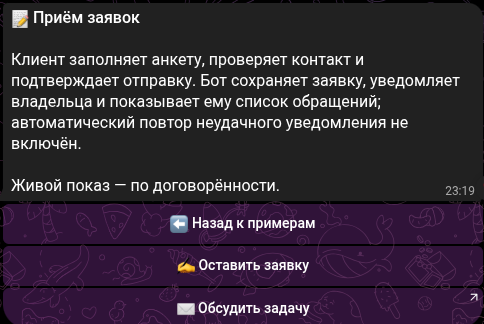 📝 Приём заявок
Клиент заполняет анкету, проверяет контакт и
подтверждает отправку. Бот сохраняет заявку, уведомляет
владельца и показывает ему список обращений;
автоматический повтор неудачного уведомления не
включён.
Живой показ — по договорённости.
23:19
⬅️ Назад к примерам
✍️ Оставить заявку
✉️ Обсудить задачу